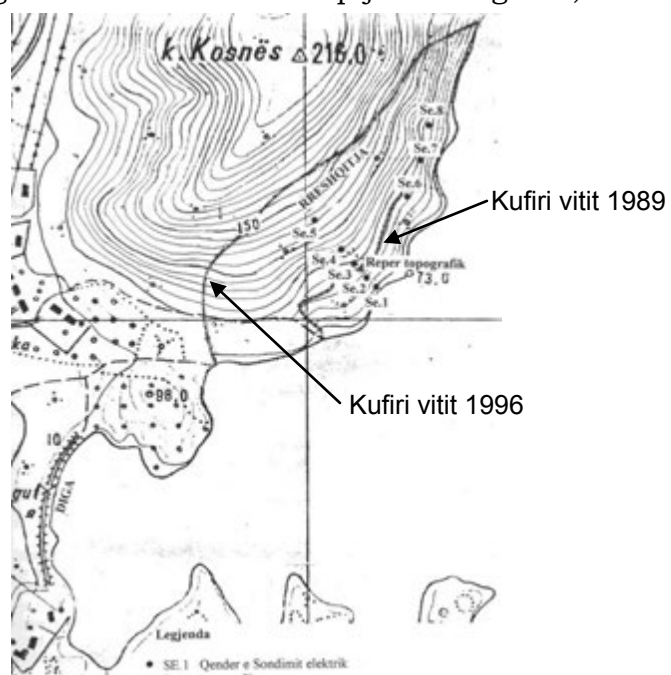 k. Kosnës 215.0
Se.8
Se.7
Se.6
RRESHQITJA
Kufiri vitit 1989
150
Se.5
Reper topografik
Se.4
73.0
Se.3
Se.2
Se.1
ka
Kufiri vitit 1996
98.0
10
DIGA
Legjenda
SE.1 Qender e Sondimit elektrik